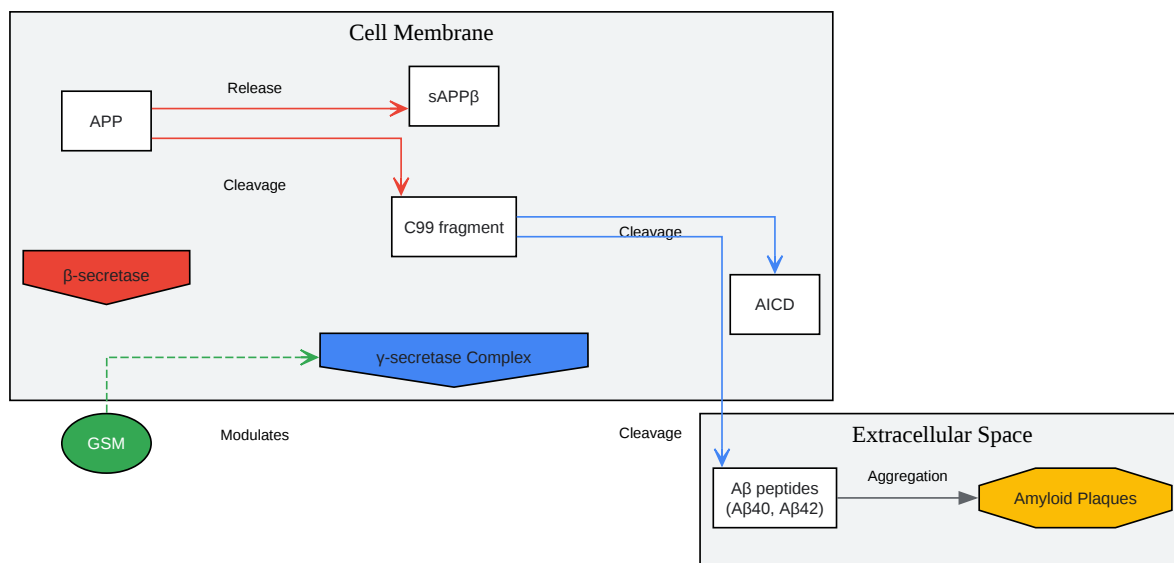 Cell Membrane
Release
sAPPβ
APP
Cleavage
C99 fragment
Cleavage
β-secretase
AICD
γ-secretase Complex
GSM
Modulates
Cleavage
Extracellular Space
Aggregation
Aβ peptides
(Aβ40, Aβ42)
Amyloid Plaques